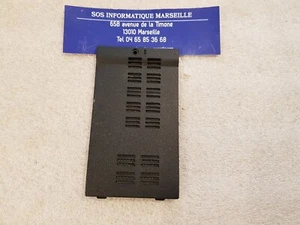 SOS INFORMATIQUE MARSEILLE
658 avenue de la Timone
13010 Marseille
Tel 04 65 85 36 68